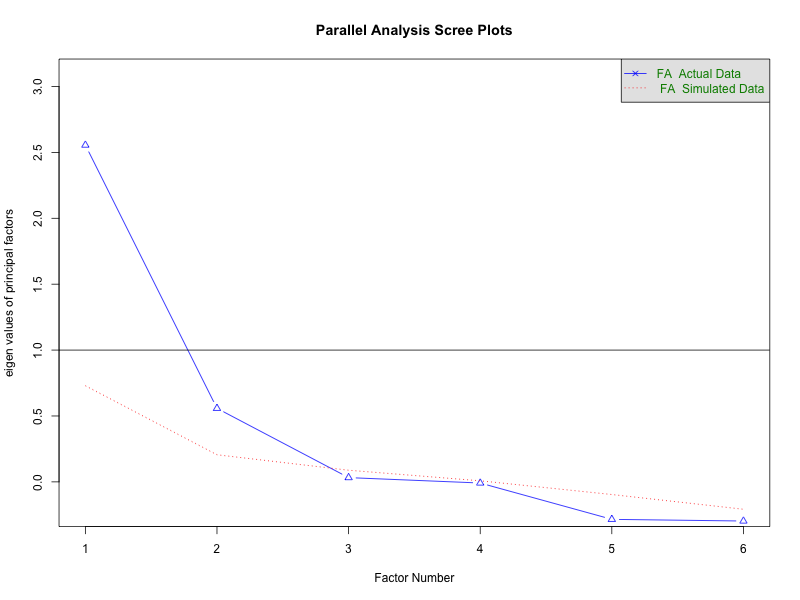 Parallel Analysis Scree Plots
FA  Actual Data
FA  Simulated Data
eigen values of principal factors
3.0
2.5
2.0
1.5
1.0
0.5
0.0
1 2 3 4 5 6
Factor Number